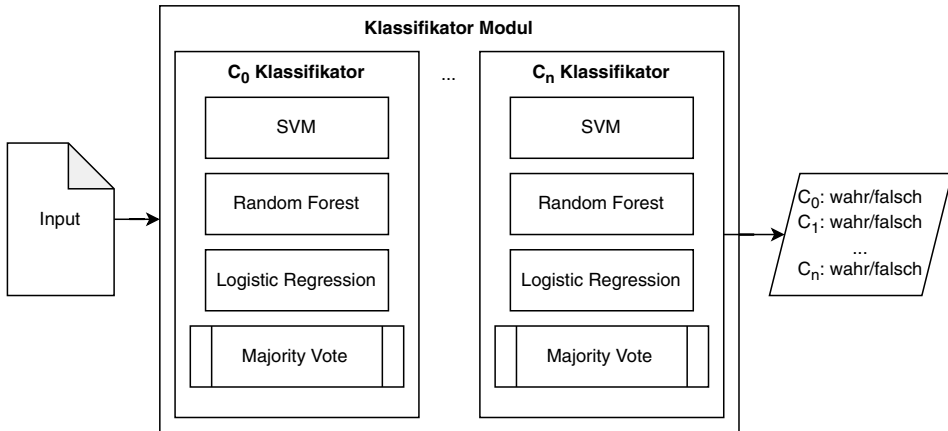 Klassifikator Modul
C₀ Klassifikator
SVM
Random Forest
Logistic Regression
Majority Vote
...
Cₙ Klassifikator
SVM
Random Forest
Logistic Regression
Majority Vote
Input
C₀: wahr/falsch
C₁: wahr/falsch
...
Cₙ: wahr/falsch